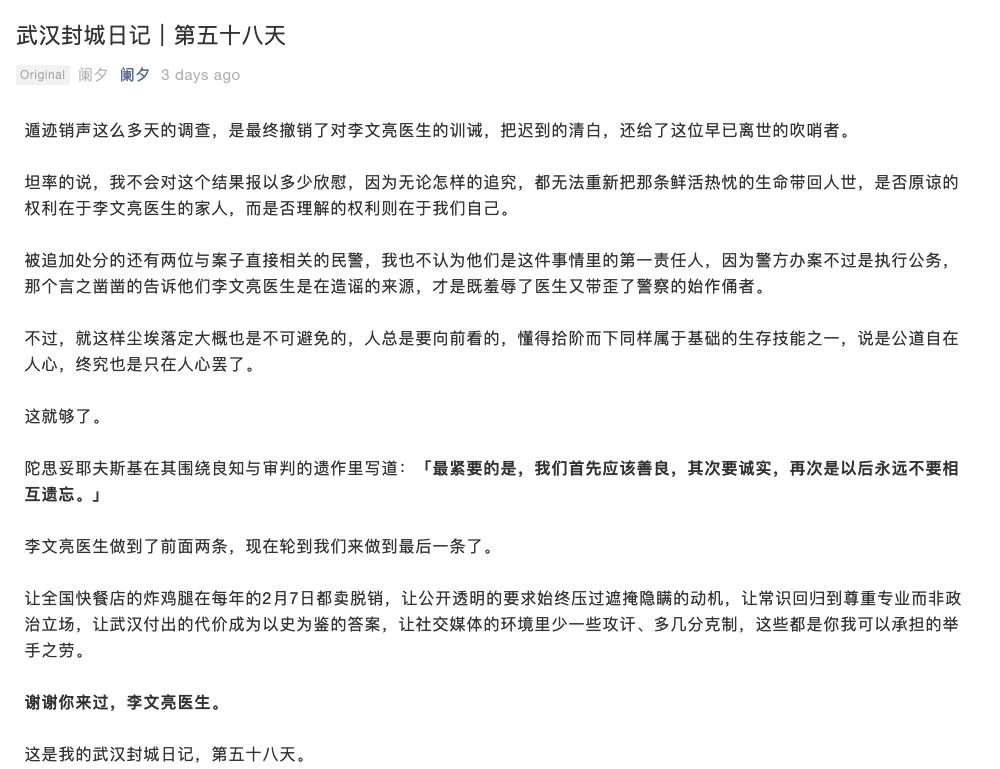 武汉封城日记 | 第五十八天
Original 阑夕 阑夕 3 days ago
遁迹销声这么多天的调查，是最终撤销了对李文亮医生的训诫，把迟到的清白，还给了这位早已离世的吹哨者。
坦率的说，我不会对这个结果报以多少欣慰，因为无论怎样的追究，都无法重新把那条鲜活热忱的生命带回人世，是否原谅的
权利在于李文亮医生的家人，而是否理解的权利则在于我们自己。
被追加处分的还有两位与案子直接相关的民警，我也不认为他们是这件事情里的第一责任人，因为警方办案不过是执行公务，
那个言之凿凿的告诉他们李文亮医生是在造谣的来源，才是既羞辱了医生又带歪了警察的始作俑者。
不过，就这样尘埃落定大概也是不可避免的，人总是要向前看的，懂得拾阶而下同样属于基础的生存技能之一，说是公道自在
人心，终究也是只在人心罢了。
这就够了。
陀思妥耶夫斯基在其围绕良知与审判的遗作里写道：「最紧要的是，我们首先应该善良，其次要诚实，再次是以后永远不要相
互遗忘。」
李文亮医生做到了前面两条，现在轮到我们来做到最后一条了。
让全国快餐店的炸鸡腿在每年的2月7日都卖脱销，让公开透明的要求始终压过遮掩隐瞒的动机，让常识回归到尊重专业而非政
治立场，让武汉付出的代价成为以史为鉴的答案，让社交媒体的环境里少一些攻讦、多几分克制，这些都是你我可以承担的举
手之劳。
谢谢你来过，李文亮医生。
这是我的武汉封城日记，第五十八天。